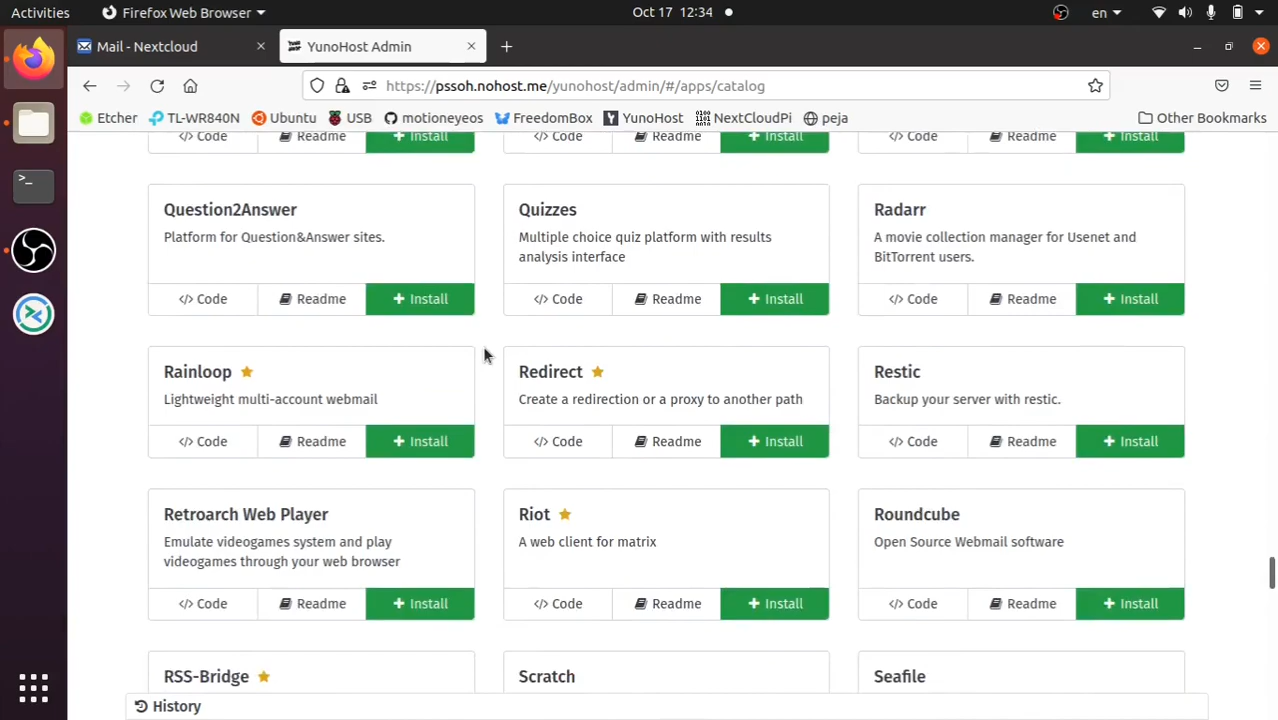 Activities Firefox Web Browser Oct 17 12:34 en
Mail - Nextcloud YunoHost Admin
https://pssoh.nohost.me/yunohost/admin/#/apps/catalog
Etcher TL-WR840N Ubuntu USB motioneyeos FreedomBox YunoHost NextCloudPi peja Other Bookmarks
</> Code Readme + Install </> Code Readme + Install </> Code Readme + Install
Question2Answer Quizzes Radarr
Platform for Question&Answer sites. Multiple choice quiz platform with results A movie collection manager for Usenet and
analysis interface BitTorrent users.
</> Code Readme + Install </> Code Readme + Install </> Code Readme + Install
Rainloop Redirect Restic
Lightweight multi-account webmail Create a redirection or a proxy to another path Backup your server with restic.
</> Code Readme + Install </> Code Readme + Install </> Code Readme + Install
Retroarch Web Player Riot Roundcube
Emulate videogames system and play A web client for matrix Open Source Webmail software
videogames through your web browser
</> Code Readme + Install </> Code Readme + Install </> Code Readme + Install
RSS-Bridge Scratch Seafile
History